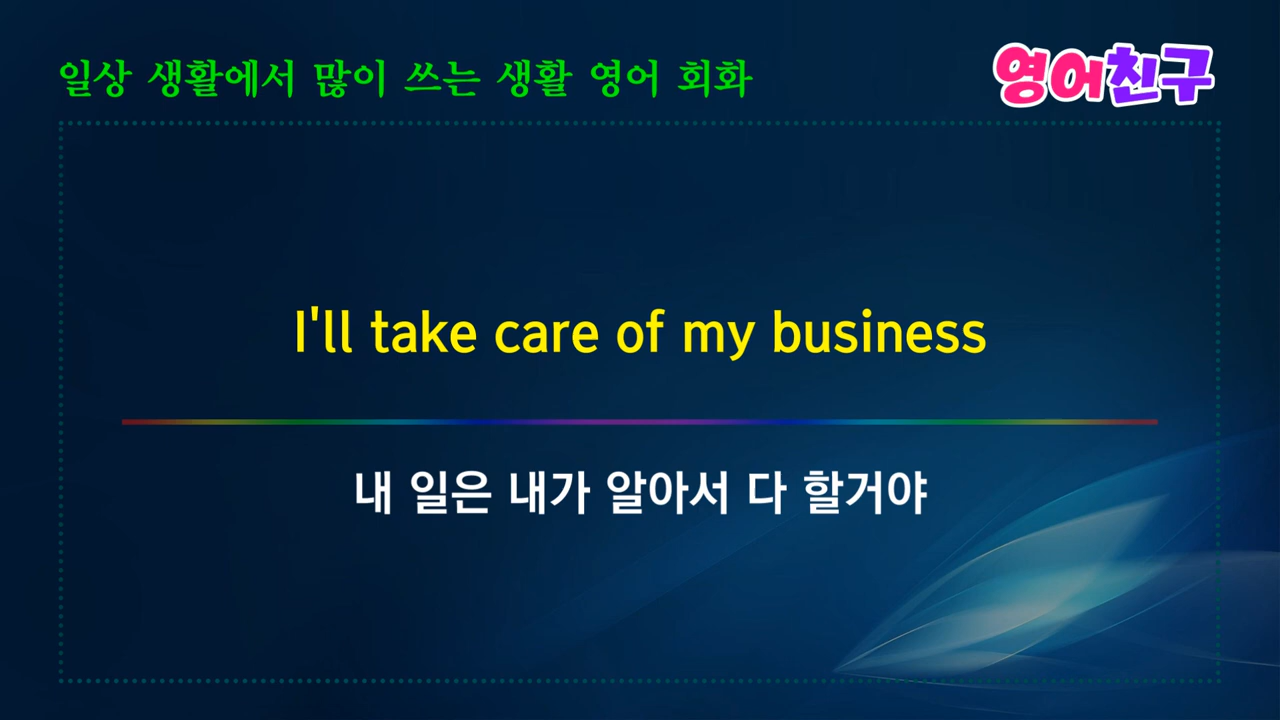 일상 생활에서 많이 쓰는 생활 영어 회화
영어친구
I'll take care of my business
내 일은 내가 알아서 다 할거야